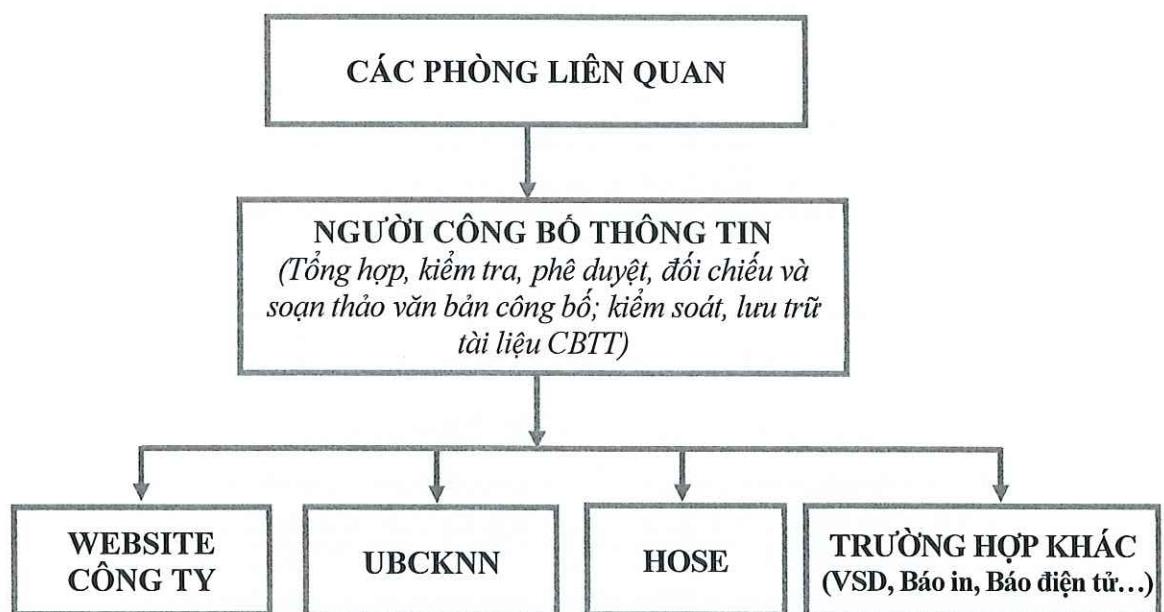 CÁC PHÒNG LIÊN QUAN
NGƯỜI CÔNG BỐ THÔNG TIN
(Tổng hợp, kiểm tra, phê duyệt, đối chiếu và
soạn thảo văn bản công bố; kiểm soát, lưu trữ
tài liệu CBTT)
WEBSITE
CÔNG TY
UBCKNN
HOSE
TRƯỜNG HỢP KHÁC
(VSD, Báo in, Báo điện tử…)